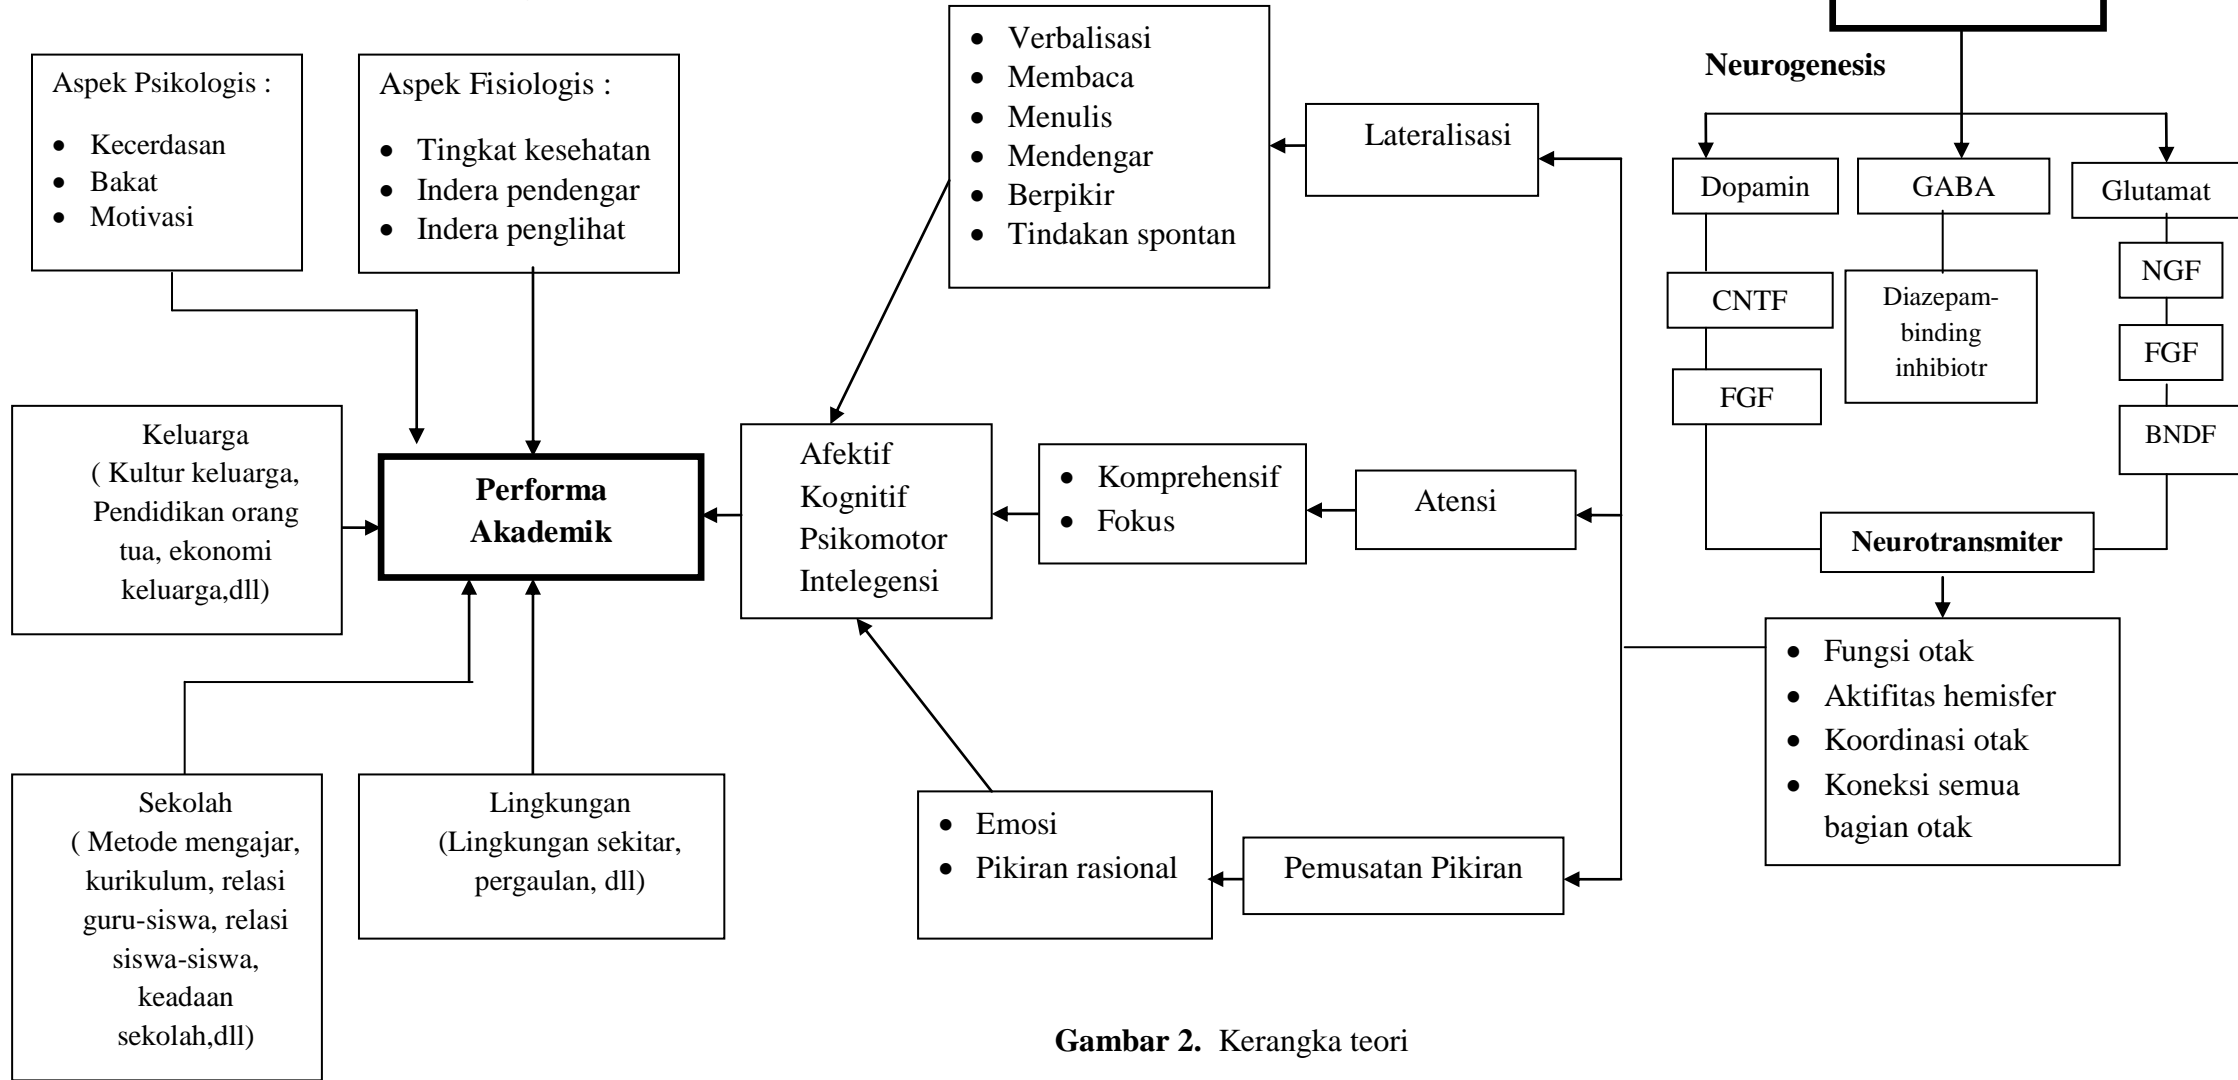 Aspek Psikologis :
• Kecerdasan
• Bakat
• Motivasi
Aspek Fisiologis :
• Tingkat kesehatan
• Indera pendengar
• Indera penglihat
• Verbalisasi
• Membaca
• Menulis
• Mendengar
• Berpikir
• Tindakan spontan
Lateralisasi
Neurogenesis
Dopamin
GABA
Glutamat
CNTF
FGF
Diazepam-
binding
inhibiotr
NGF
FGF
BNDF
Keluarga
( Kultur keluarga,
Pendidikan orang
tua, ekonomi
keluarga,dll)
Performa
Akademik
Afektif
Kognitif
Psikomotor
Intelegensi
• Komprehensif
• Fokus
Atensi
Neurotransmiter
• Fungsi otak
• Aktifitas hemisfer
• Koordinasi otak
• Koneksi semua
bagian otak
Sekolah
( Metode mengajar,
kurikulum, relasi
guru-siswa, relasi
siswa-siswa,
keadaan
sekolah,dll)
Lingkungan
(Lingkungan sekitar,
pergaulan, dll)
• Emosi
• Pikiran rasional
Pemusatan Pikiran
Gambar 2. Kerangka teori